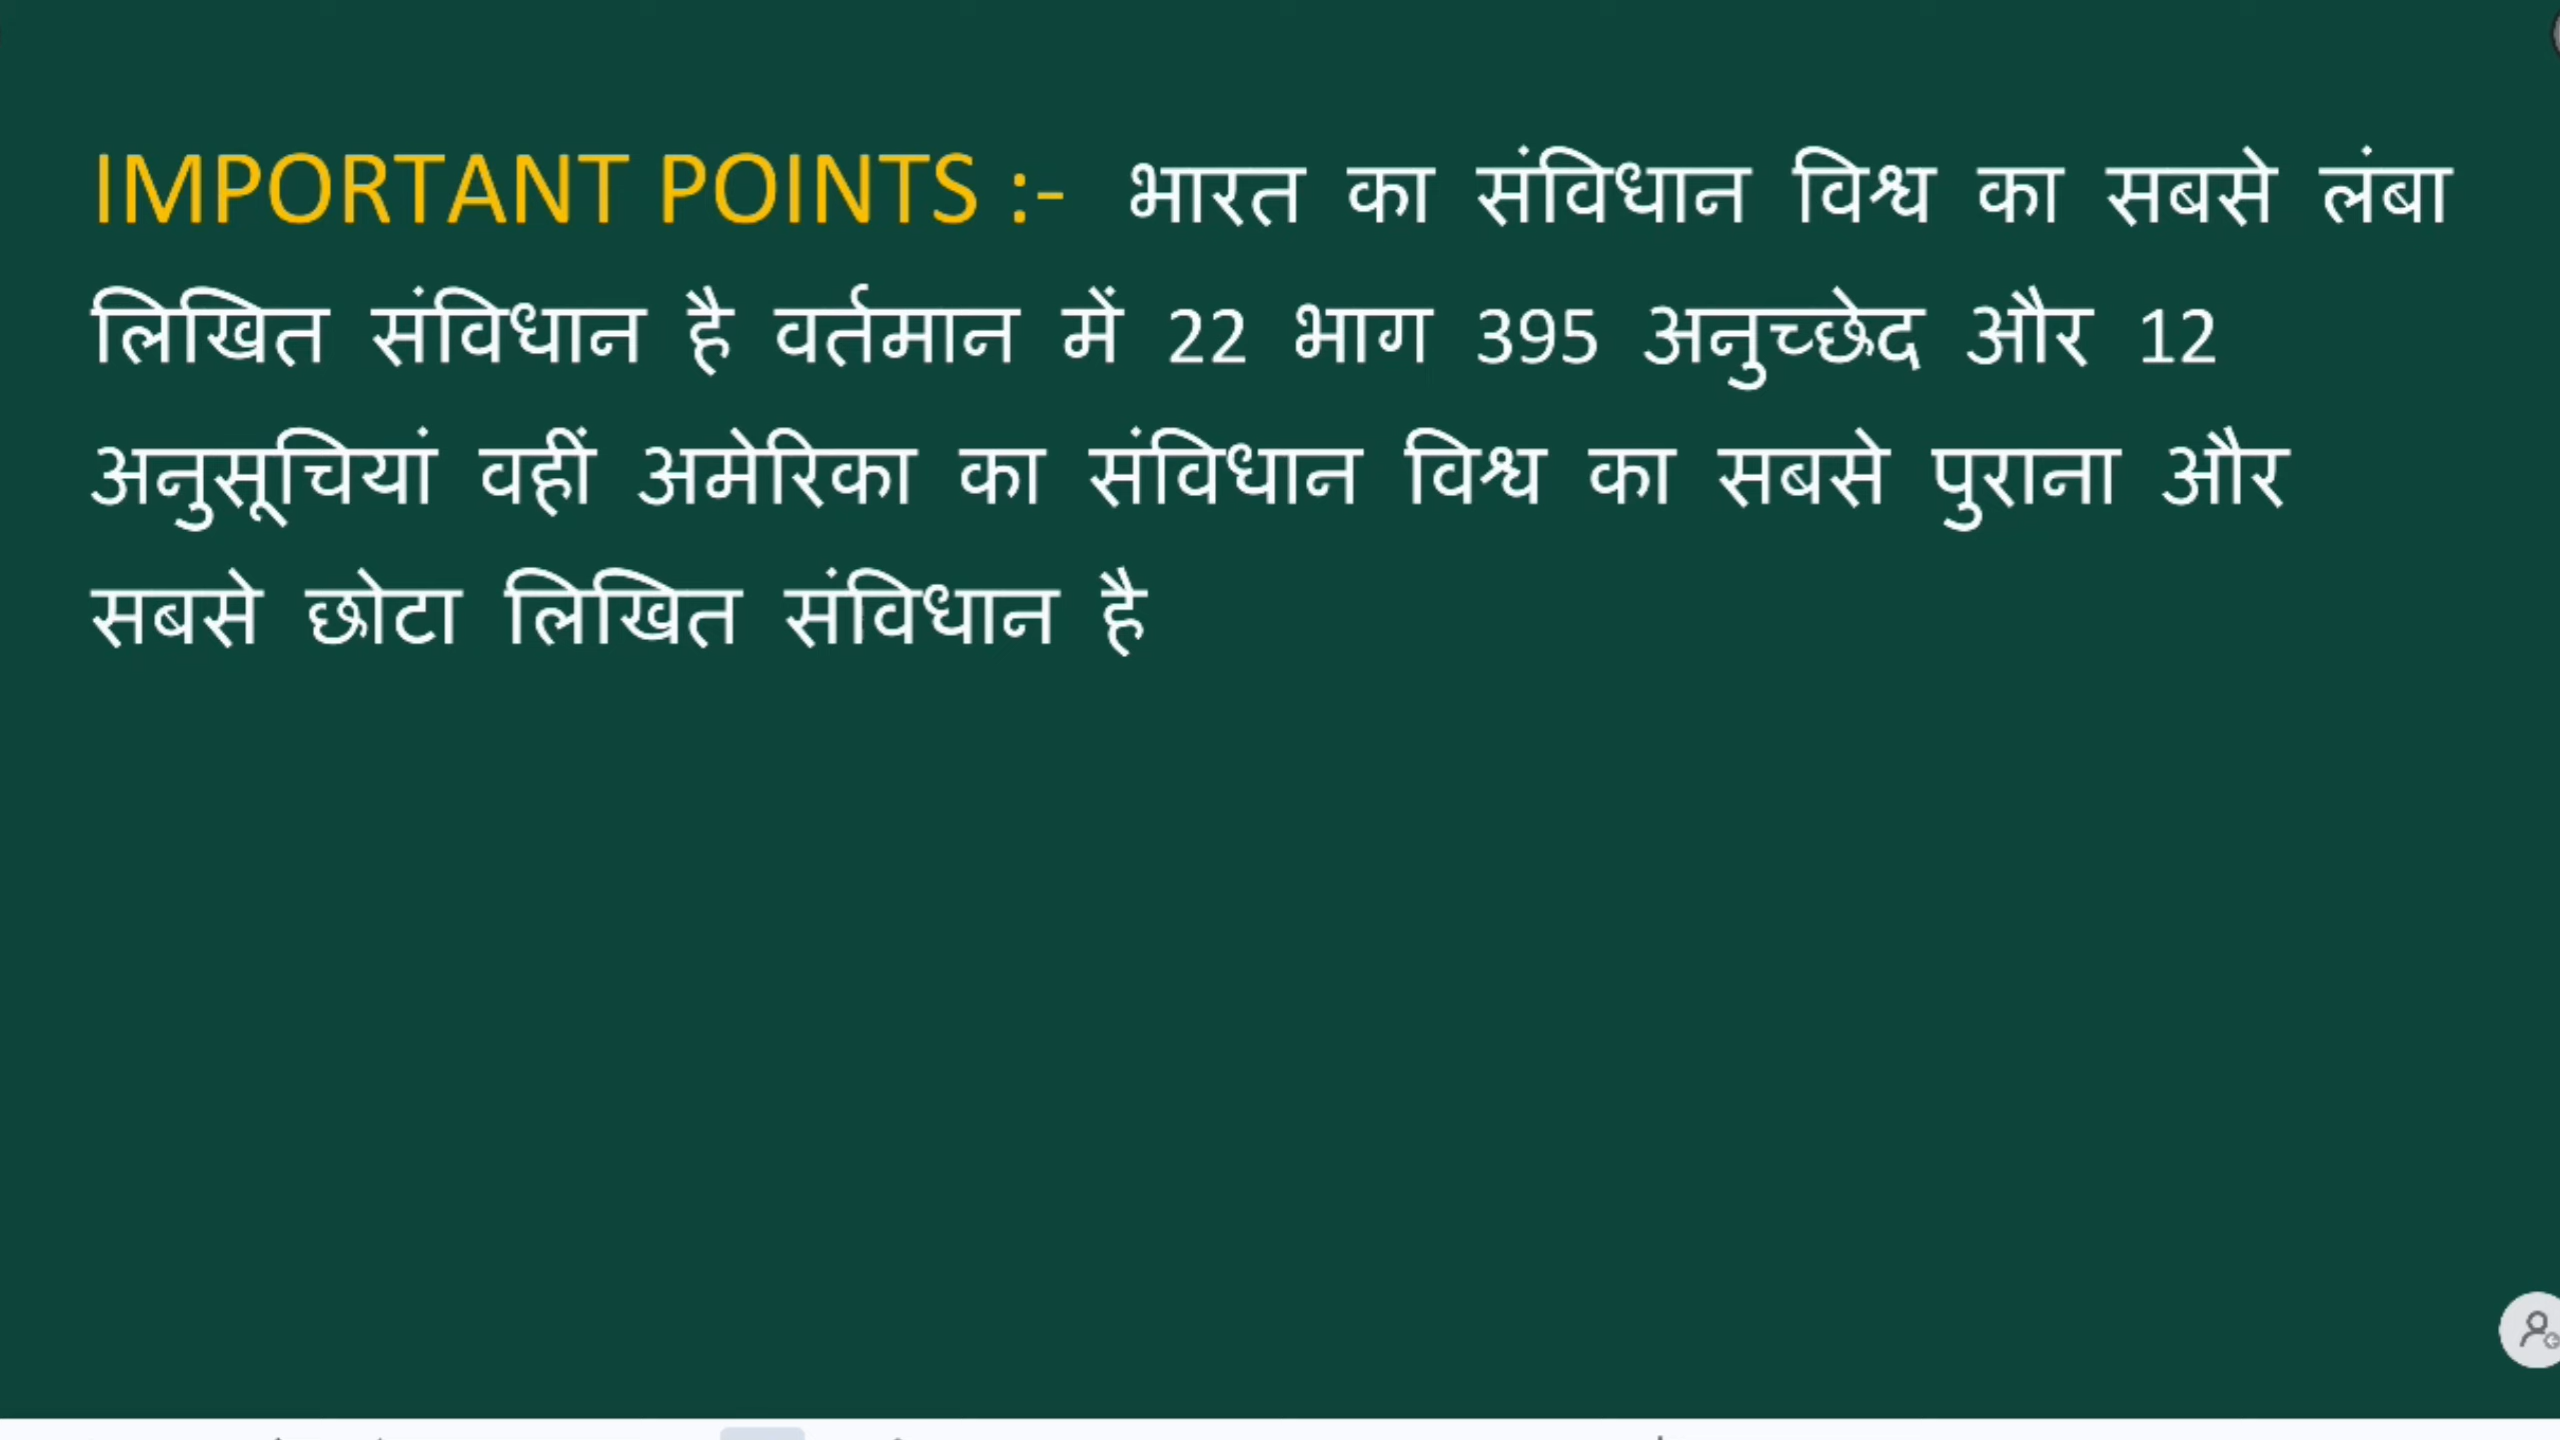 IMPORTANT POINTS :- भारत का संविधान विश्व का सबसे लंबा
लिखित संविधान है वर्तमान में 22 भाग 395 अनुच्छेद और 12
अनुसूचियां वहीं अमेरिका का संविधान विश्व का सबसे पुराना और
सबसे छोटा लिखित संविधान है